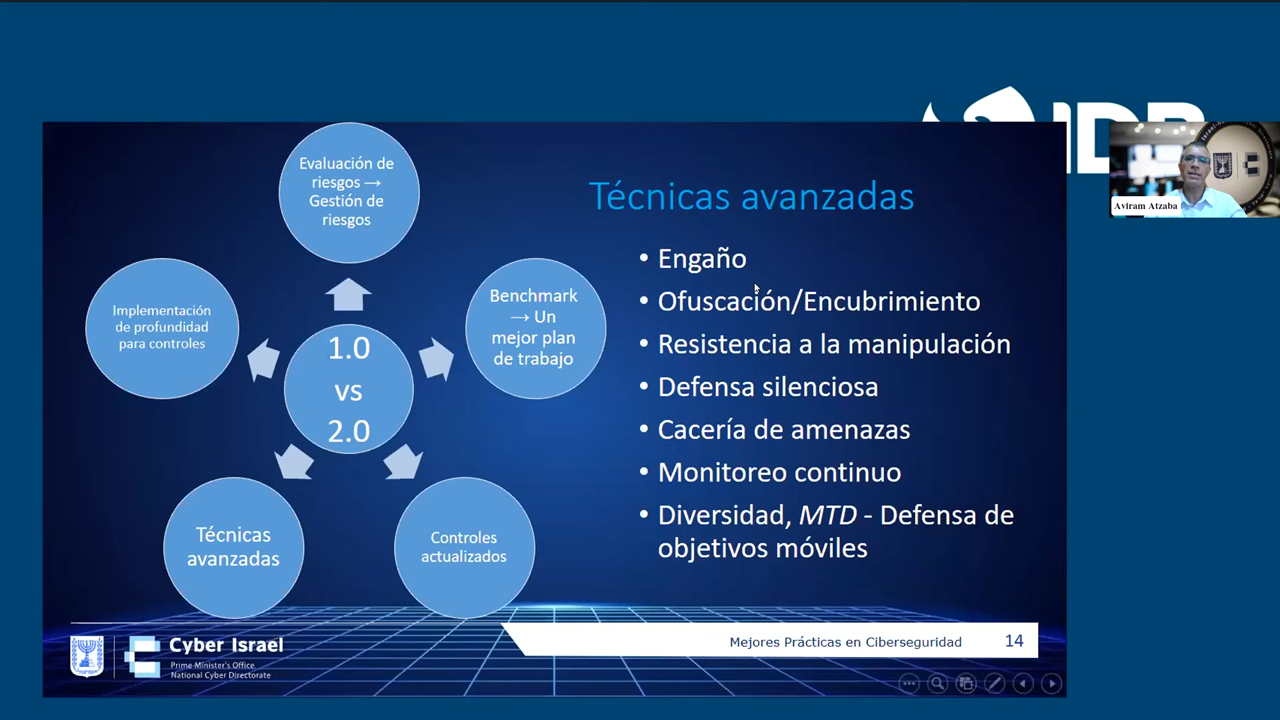 IDB
Aviram Atzaba
Técnicas avanzadas
• Engaño
• Ofuscación/Encubrimiento
• Resistencia a la manipulación
• Defensa silenciosa
• Cacería de amenazas
• Monitoreo continuo
• Diversidad, MTD - Defensa de
objetivos móviles
Evaluación de
riesgos →
Gestión de
riesgos
Benchmark
→ Un
mejor plan
de trabajo
Controles
actualizados
Técnicas
avanzadas
Implementación
de profundidad
para controles
1.0
vs
2.0
Cyber Israel
Prime Minister's Office
National Cyber Directorate
Mejores Prácticas en Ciberseguridad
14